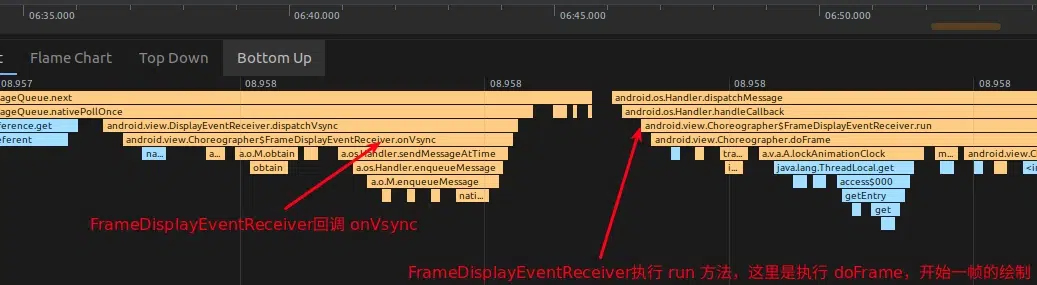 06:35.000 06:40.000 06:45.000 06:50.000
t Flame Chart Top Down Bottom Up
08.957 08.958 08.958 08.958 08.958
ageQueue.next android.os.Handler.dispatchMessage
ageQueue.nativePollOnce android.os.Handler.handleCallback
ference.get android.view.DisplayEventReceiver.dispatchVsync android.view.Choreographer$FrameDisplayEventReceiver.run
eferent android.view.Choreographer$FrameDisplayEventReceiver.onVsync android.view.Choreographer.doFrame
na... a... a.o.M.obtain a.os.Handler.sendMessageAtTime tra... a.v.a.A.lockAnimationClock m... android.view.C
obtain a.os.Handler.enqueueMessage i... java.lang.ThreadLocal.get <in
a.o.M.enqueueMessage access$000
nati... getEntry
get
FrameDisplayEventReceiver回调 onVsync
FrameDisplayEventReceiver执行 run 方法，这里是执行 doFrame，开始一帧的绘制